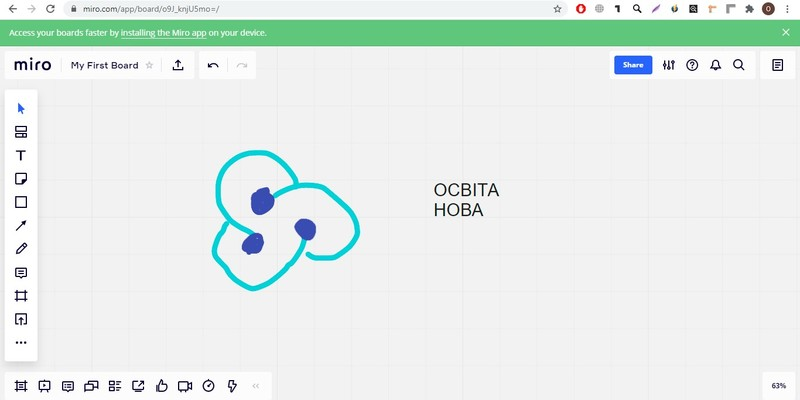 miro.com/app/board/o9J_knjU5mo=/
O
Access your boards faster by installing the Miro app on your device.
miro
My First Board
Share
ОСВІТА
НОВА
63%